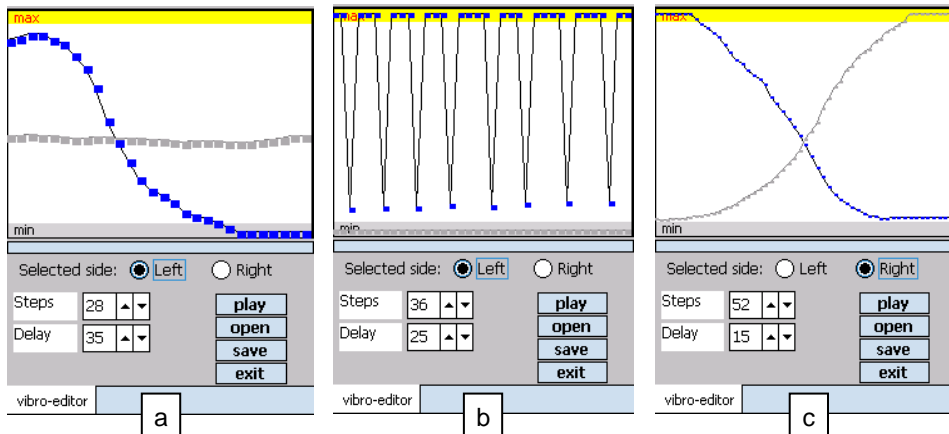 max
min
Selected side: Left Right
Steps 28 play
open
Delay 35 save
exit
vibro-editor
a
max
min
Selected side: Left Right
Steps 36 play
open
Delay 25 save
exit
vibro-editor
b
max
min
Selected side: Left Right
Steps 52 play
open
Delay 15 save
exit
vibro-editor
c